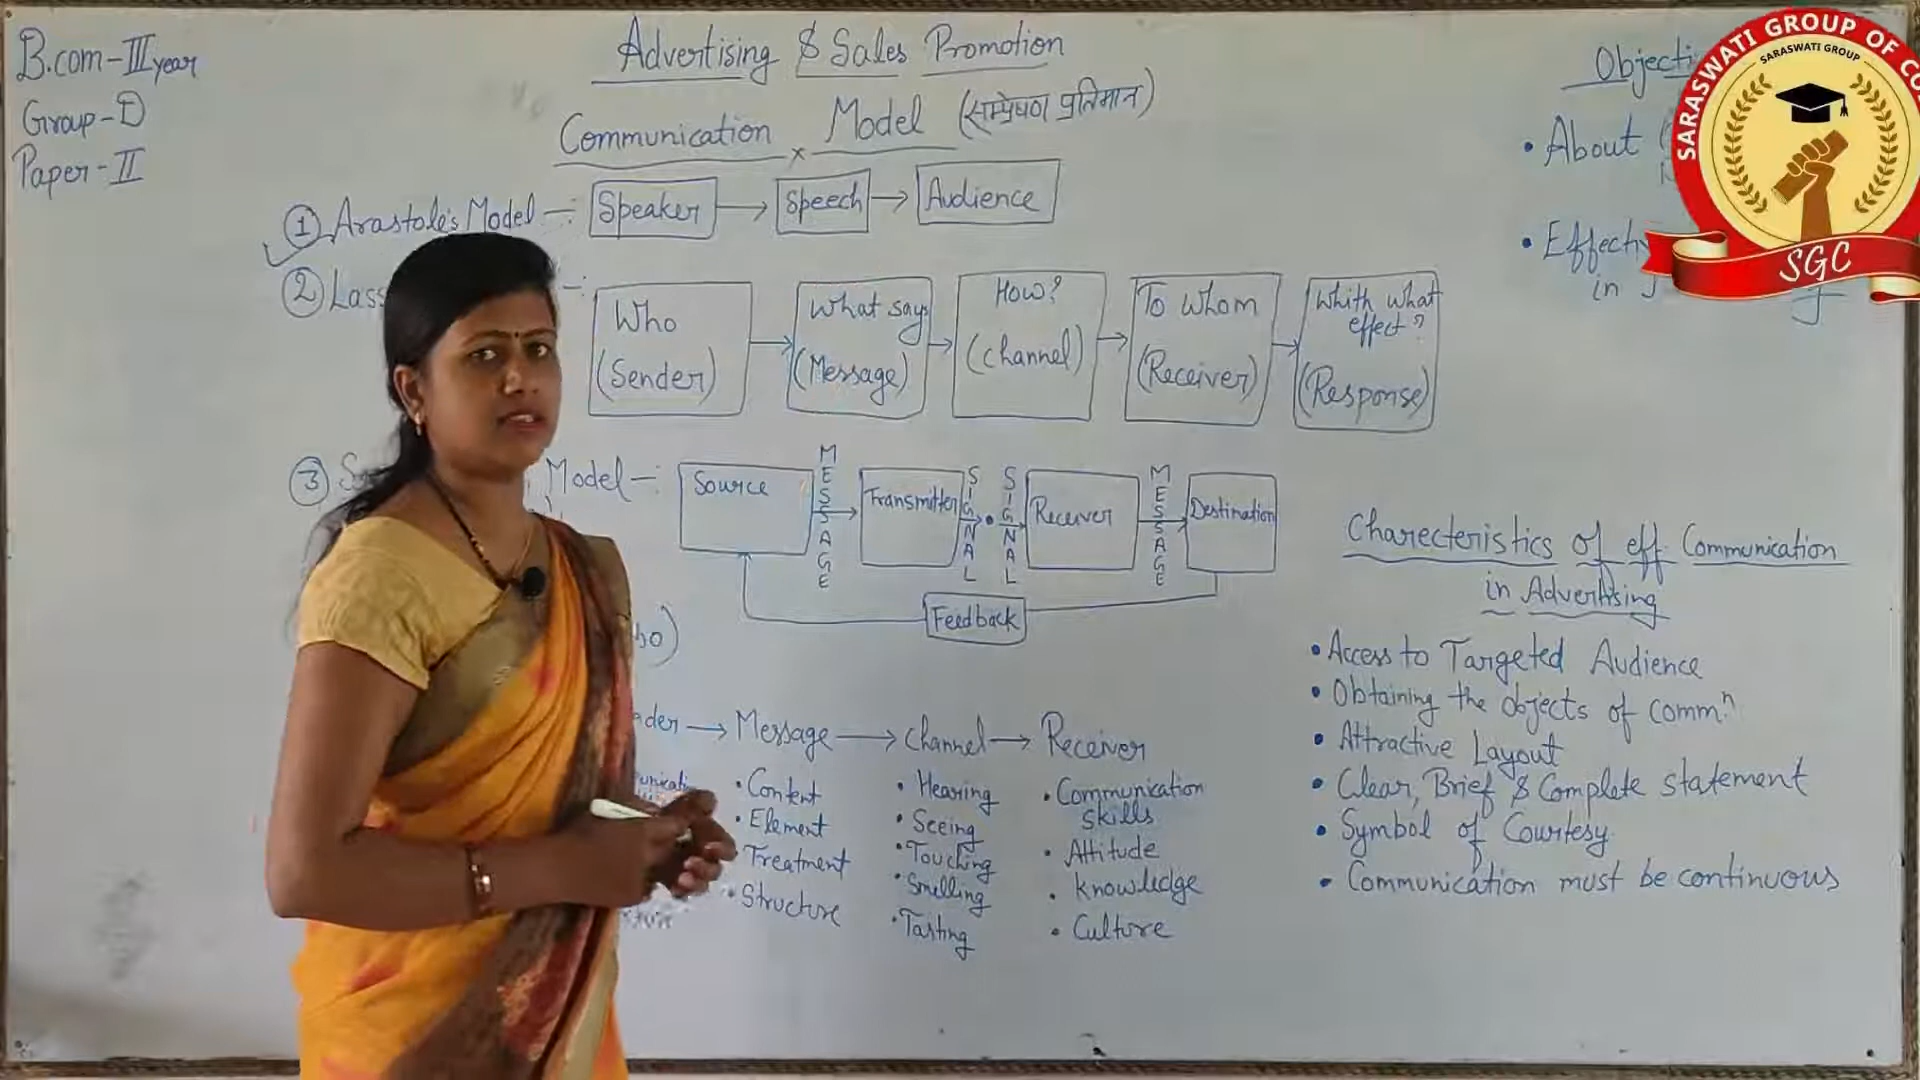 B.com-III year
Group-D
Paper-II
Advertising & Sales Promotion
Communication Model (सम्प्रेषण प्रतिमान)
① Arastole's Model -: Speaker → Speech → Audience
② Lass
Who (Sender) → What says (Message) → How? (Channel) → To Whom (Receiver) → Whith what effect? (Response)
③ Model -: Source MESSAGE → Transmitter SIGNAL → • SIGNAL → Receiver MESSAGE → Destination
Feedback
→ Message → Channel → Receiver
• Content
• Element
Treatment
• Structure
• Hearing
• Seeing
• Touching
• Smelling
• Tasting
• Communication
Skills
• Attitude
• Knowledge
• Culture
• About
in
Charecteristics of eff. Communication
in Advertising
• Access to Targeted Audience
• Obtaining the objects of commn
• Attractive Layout
• Clear, Brief & Complete statement
• Symbol of Courtesy
• Communication must be continuous
SARASWATI GROUP OF
SARASWATI GROUP
SGC